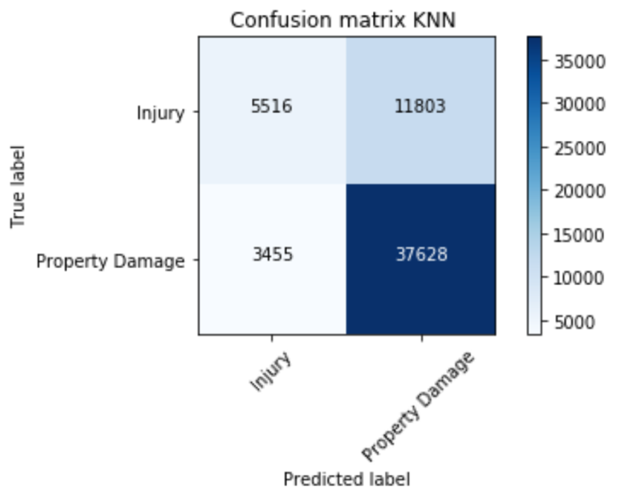 Confusion matrix KNN
True label
Injury
Property Damage
5516
11803
3455
37628
Injury
Property Damage
Predicted label
35000
30000
25000
20000
15000
10000
5000